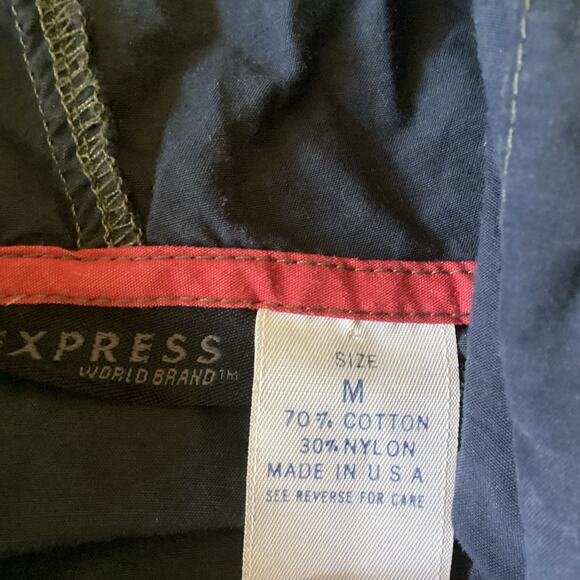 EXPRESS
WORLD BRAND™
SIZE
M
70% COTTON
30% NYLON
MADE IN U S A
SEE REVERSE FOR CARE